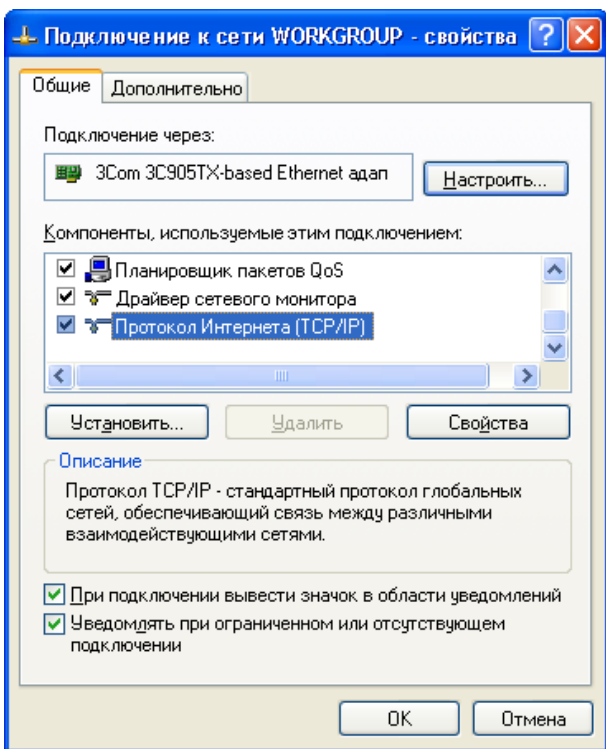 Подключение к сети WORKGROUP - свойства
Общие
Дополнительно
Подключение через:
3Com 3C905TX-based Ethernet адап
Настроить...
Компоненты, используемые этим подключением:
Планировщик пакетов QoS
Драйвер сетевого монитора
Протокол Интернета (TCP/IP)
Установить...
Удалить
Свойства
Описание
Протокол TCP/IP - стандартный протокол глобальных
сетей, обеспечивающий связь между различными
взаимодействующими сетями.
При подключении вывести значок в области уведомлений
Уведомлять при ограниченном или отсутствующем
подключении
OK
Отмена